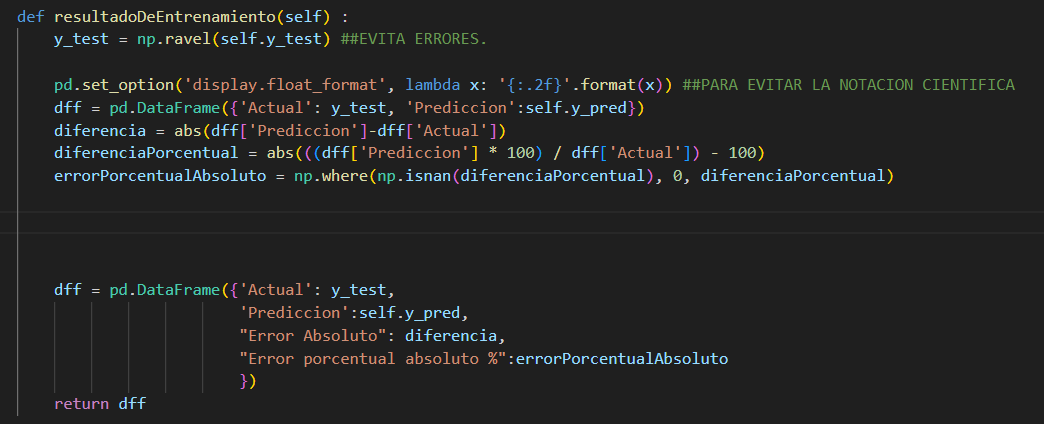 def resultadoDeEntrenamiento(self) :
y_test = np.ravel(self.y_test) ##EVITA ERRORES.
pd.set_option('display.float_format', lambda x: '{:.2f}'.format(x)) ##PARA EVITAR LA NOTACION CIENTIFICA
dff = pd.DataFrame({'Actual': y_test, 'Prediccion':self.y_pred})
diferencia = abs(dff['Prediccion']-dff['Actual'])
diferenciaPorcentual = abs(((dff['Prediccion'] * 100) / dff['Actual']) - 100)
errorPorcentualAbsoluto = np.where(np.isnan(diferenciaPorcentual), 0, diferenciaPorcentual)
dff = pd.DataFrame({'Actual': y_test,
'Prediccion':self.y_pred,
"Error Absoluto": diferencia,
"Error porcentual absoluto %":errorPorcentualAbsoluto
})
return dff